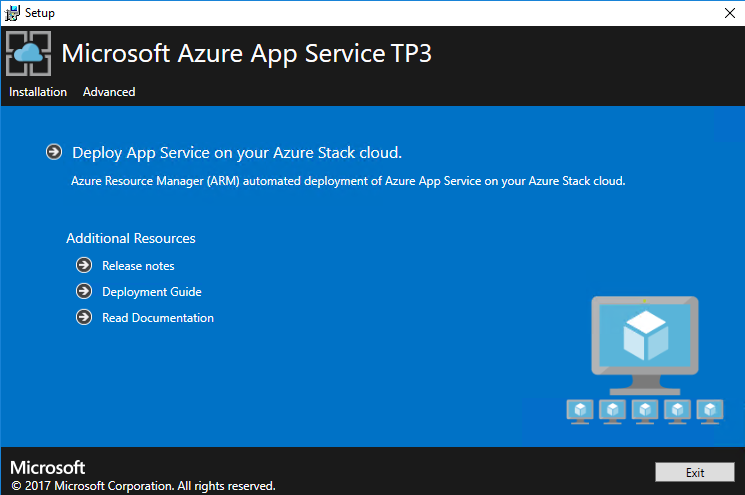 Setup
Microsoft Azure App Service TP3
Installation Advanced
Deploy App Service on your Azure Stack cloud.
Azure Resource Manager (ARM) automated deployment of Azure App Service on your Azure Stack cloud.
Additional Resources
Release notes
Deployment Guide
Read Documentation
Microsoft
© 2017 Microsoft Corporation. All rights reserved.
Exit